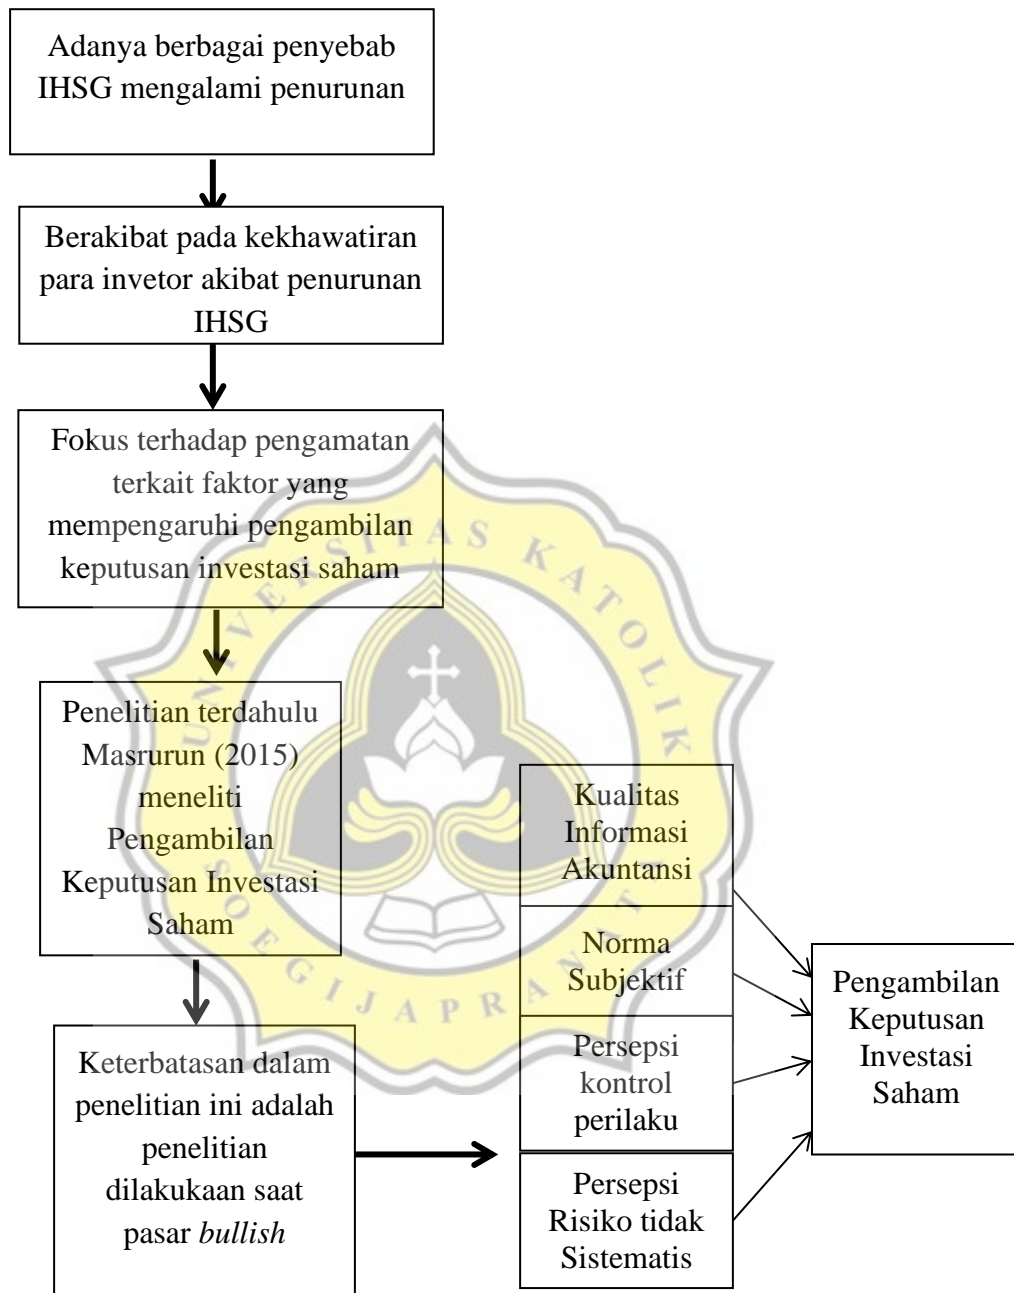 Adanya berbagai penyebab
IHSG mengalami penurunan
Berakibat pada kekhawatiran
para invetor akibat penurunan
IHSG
Fokus terhadap pengamatan
terkait faktor yang
mempengaruhi pengambilan
keputusan investasi saham
Penelitian terdahulu
Masrurun (2015)
meneliti
Pengambilan
Keputusan Investasi
Saham
Keterbatasan dalam
penelitian ini adalah
penelitian
dilakukaan saat
pasar bullish
Kualitas
Informasi
Akuntansi
Norma
Subjektif
Persepsi
kontrol
perilaku
Persepsi
Risiko tidak
Sistematis
Pengambilan
Keputusan
Investasi
Saham
UNIVERSITAS KATOLIK
SOEGIJAPRANATA